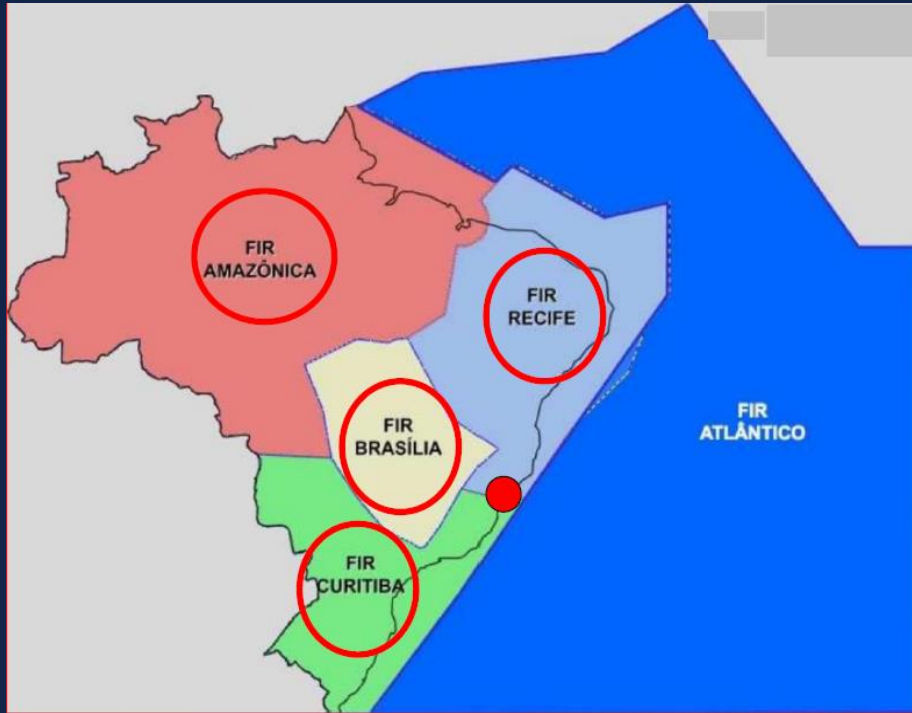 FIR
AMAZÔNICA
FIR
RECIFE
FIR
ATLÂNTICO
FIR
BRASÍLIA
FIR
CURITIBA